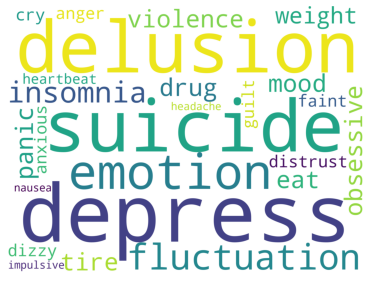 cry anger violence weight
delusion
heartbeat
insomnia drug mood
headache guilt faint
panic anxious suicide obsessive
distrust
nausea emotion eat
depress
dizzy
impulsive tire fluctuation